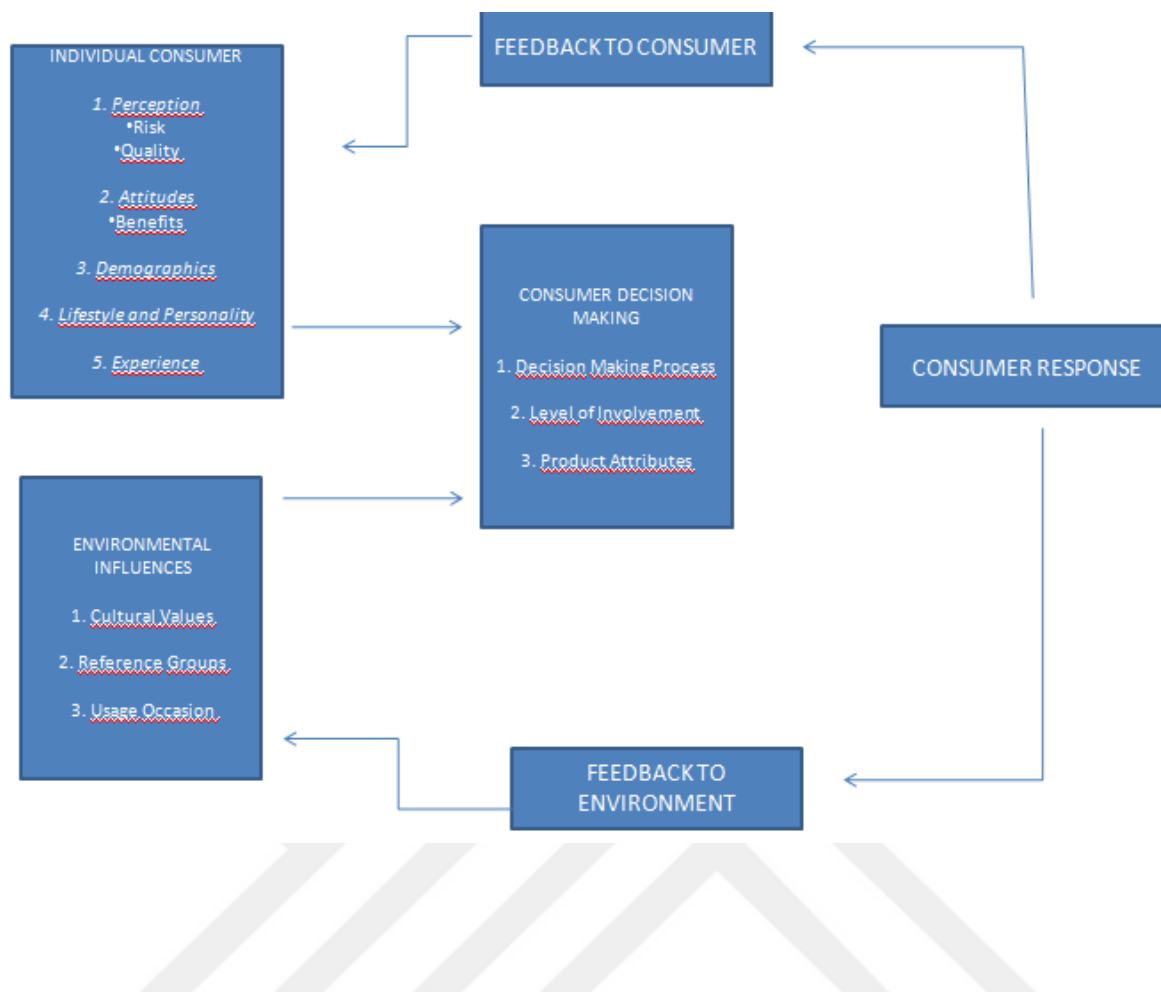 FEEDBACK TO CONSUMER
INDIVIDUAL CONSUMER
1. Perception
•Risk
•Quality
2. Attitudes
•Benefits
3. Demographics
4. Lifestyle and Personality
5. Experience
CONSUMER DECISION
MAKING
1. Decision Making Process
2. Level of Involvement
3. Product Attributes
CONSUMER RESPONSE
ENVIRONMENTAL
INFLUENCES
1. Cultural Values
2. Reference Groups
3. Usage Occasion
FEEDBACK TO
ENVIRONMENT